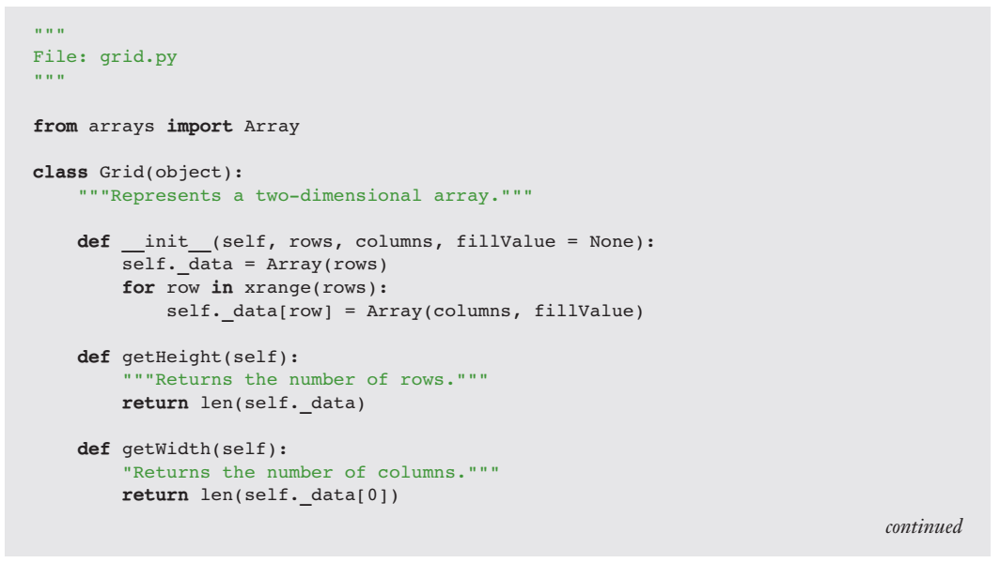 """
File: grid.py
"""
from arrays import Array
class Grid(object):
    """Represents a two-dimensional array."""
    def __init__(self, rows, columns, fillValue = None):
        self._data = Array(rows)
        for row in xrange(rows):
            self._data[row] = Array(columns, fillValue)
    def getHeight(self):
        """Returns the number of rows."""
        return len(self._data)
    def getWidth(self):
        "Returns the number of columns."""
        return len(self._data[0])
continued